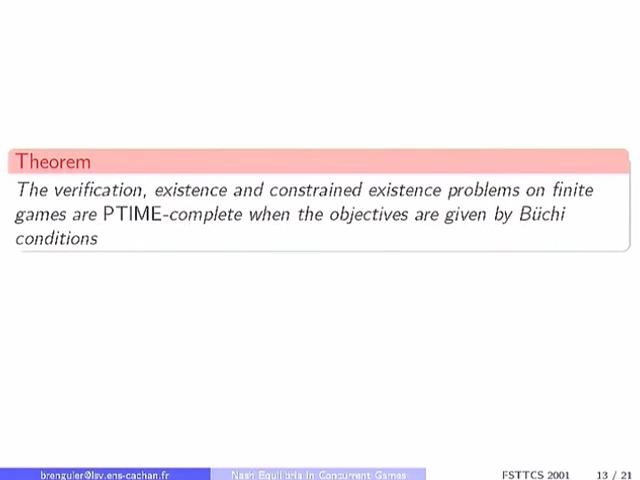 Theorem
The verification, existence and constrained existence problems on finite
games are PTIME-complete when the objectives are given by Büchi
conditions
brenguier@lsv.ens-cachan.fr Nash Equilibria in Concurrent Games FSTTCS 2001 13 / 21